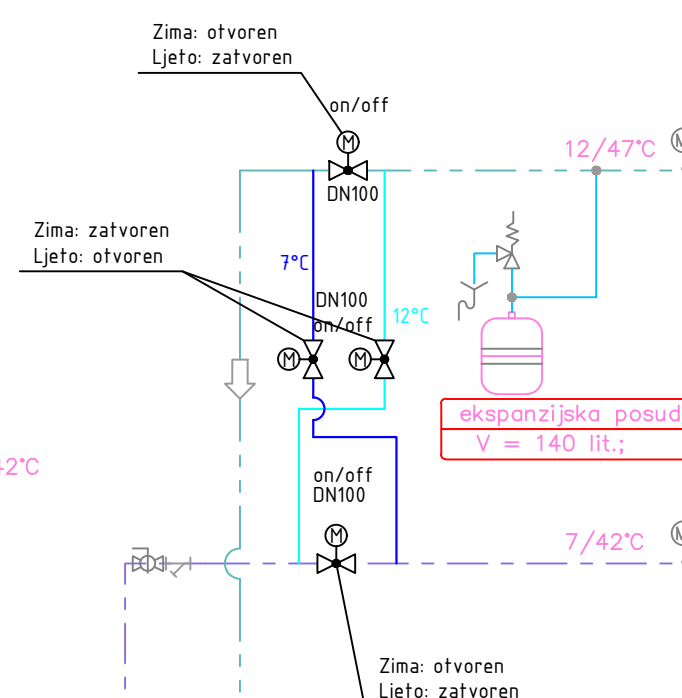 Zima: otvoren
Ljeto: zatvoren
on/off
M
M
12/47°C
DN100
Zima: zatvoren
Ljeto: otvoren
7°C
DN100
on/off
12°C
M
M
ekspanzijska posud
V = 140 lit.;
42°C
on/off
DN100
M
M
7/42°C
Zima: otvoren
Ljeto: zatvoren